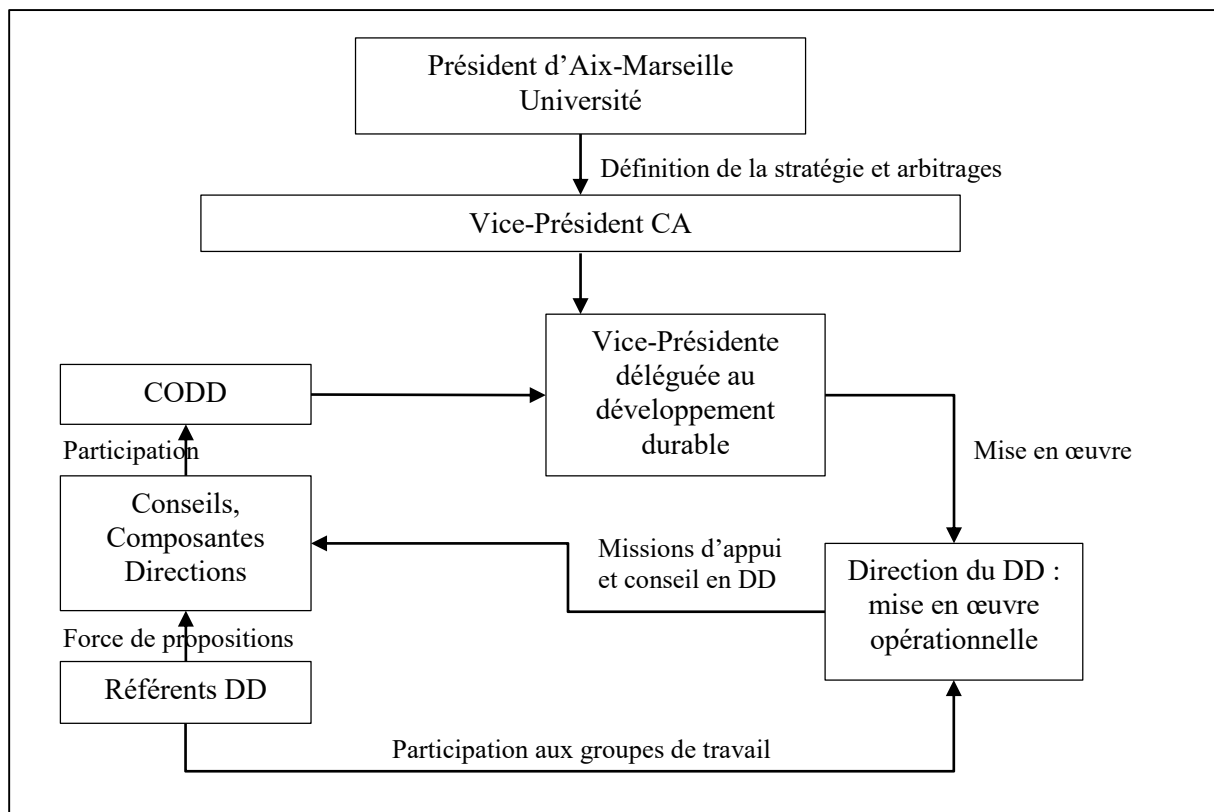 Président d’Aix-Marseille
Université
Définition de la stratégie et arbitrages
Vice-Président CA
Vice-Présidente
déléguée au
développement
durable
CODD
Participation
Mise en œuvre
Conseils,
Composantes
Directions
Missions d’appui
et conseil en DD
Direction du DD :
mise en œuvre
opérationnelle
Force de propositions
Référents DD
Participation aux groupes de travail